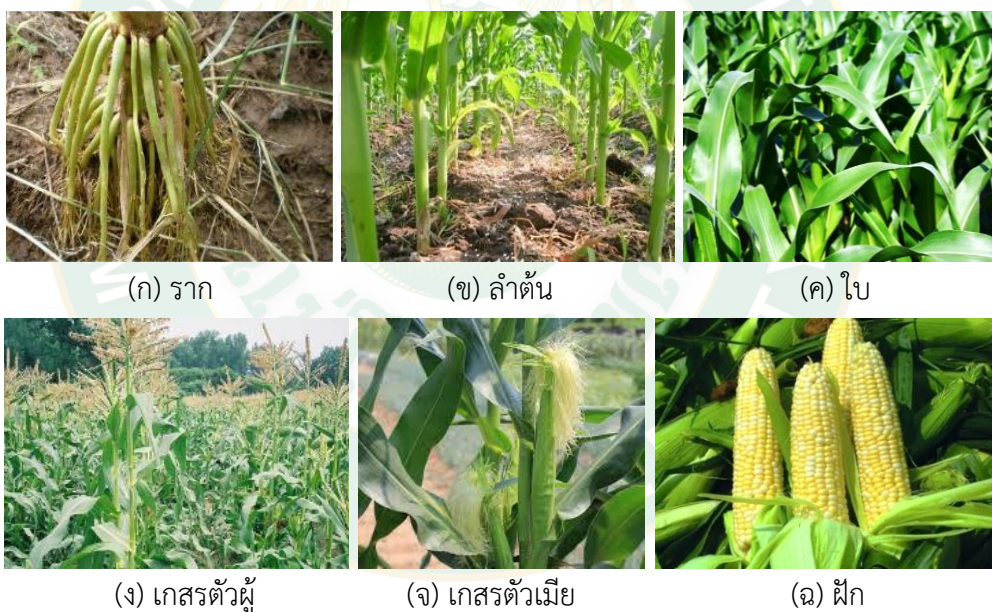 (ก) ราก
(ข) ลำต้น
(ค) ใบ
(ง) เกสรตัวผู้
(จ) เกสรตัวเมีย
(ฉ) ฝัก